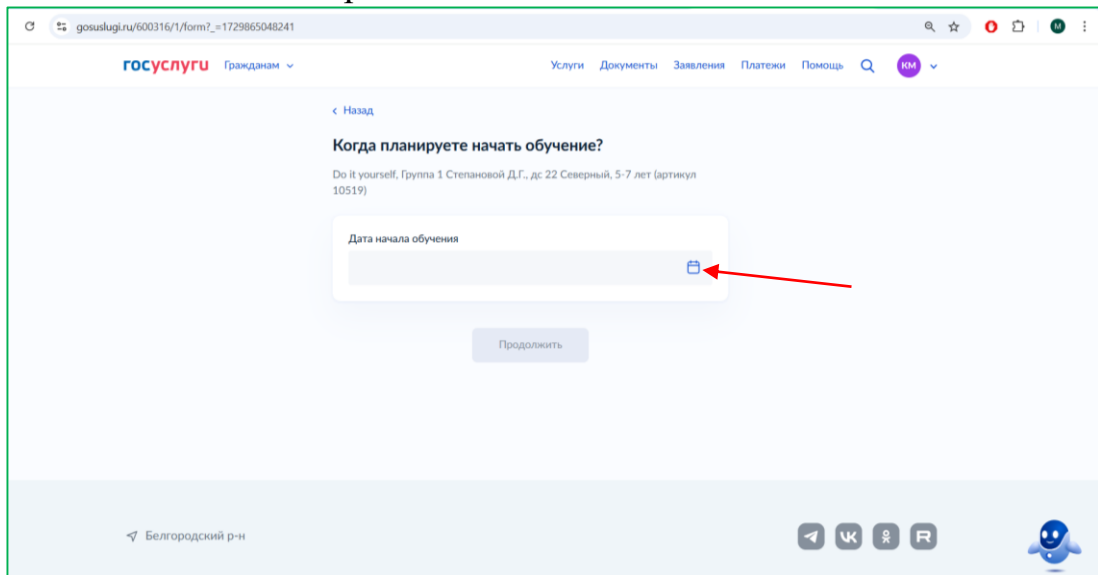 gosuslugi.ru/600316/1/form?_=1729865048241
М
госуслуги Гражданам Услуги Документы Заявления Платежи Помощь КМ
Назад
Когда планируете начать обучение?
Do it yourself, Группа 1 Степановой Д.Г., дс 22 Северный, 5-7 лет (артикул
10519)
Дата начала обучения
Продолжить
Белгородский р-н